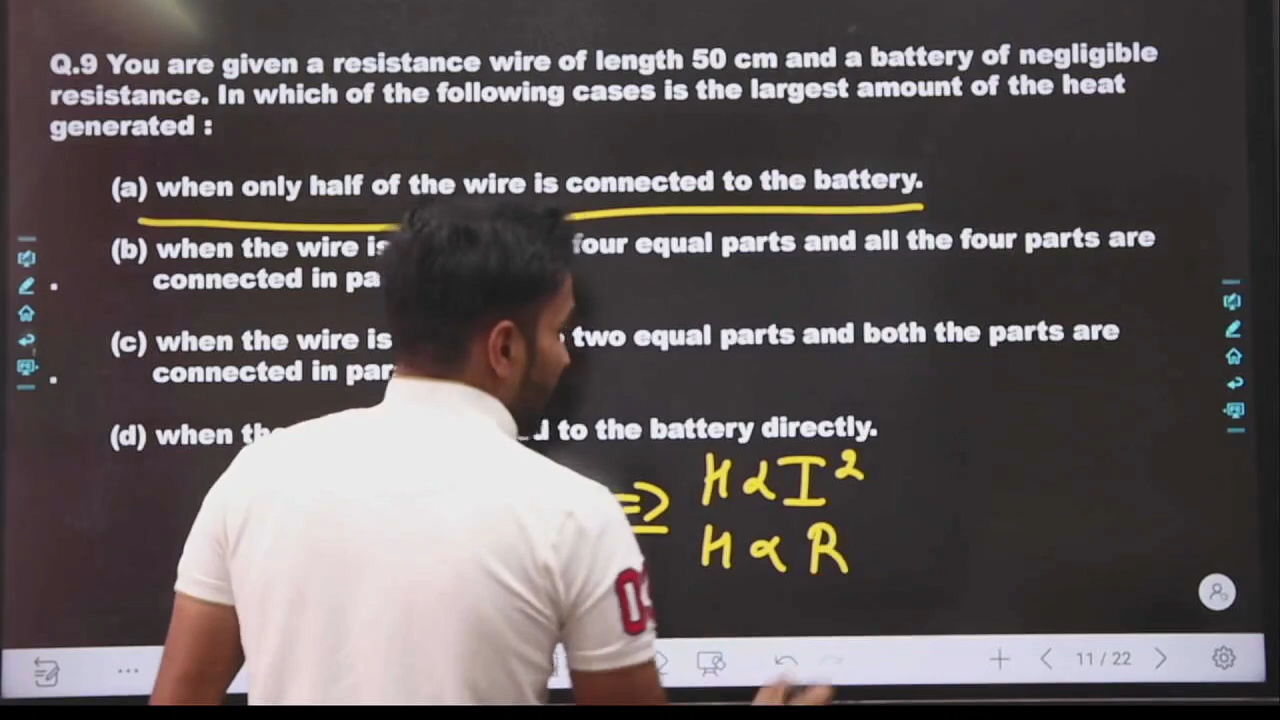 Q.9 You are given a resistance wire of length 50 cm and a battery of negligible
resistance. In which of the following cases is the largest amount of the heat
generated :
(a) when only half of the wire is connected to the battery.
(b) when the wire is four equal parts and all the four parts are
connected in
(c) when the wire is two equal parts and both the parts are
connected in
(d) when to the battery directly.
⇒ H α I²
H α R
11 / 22